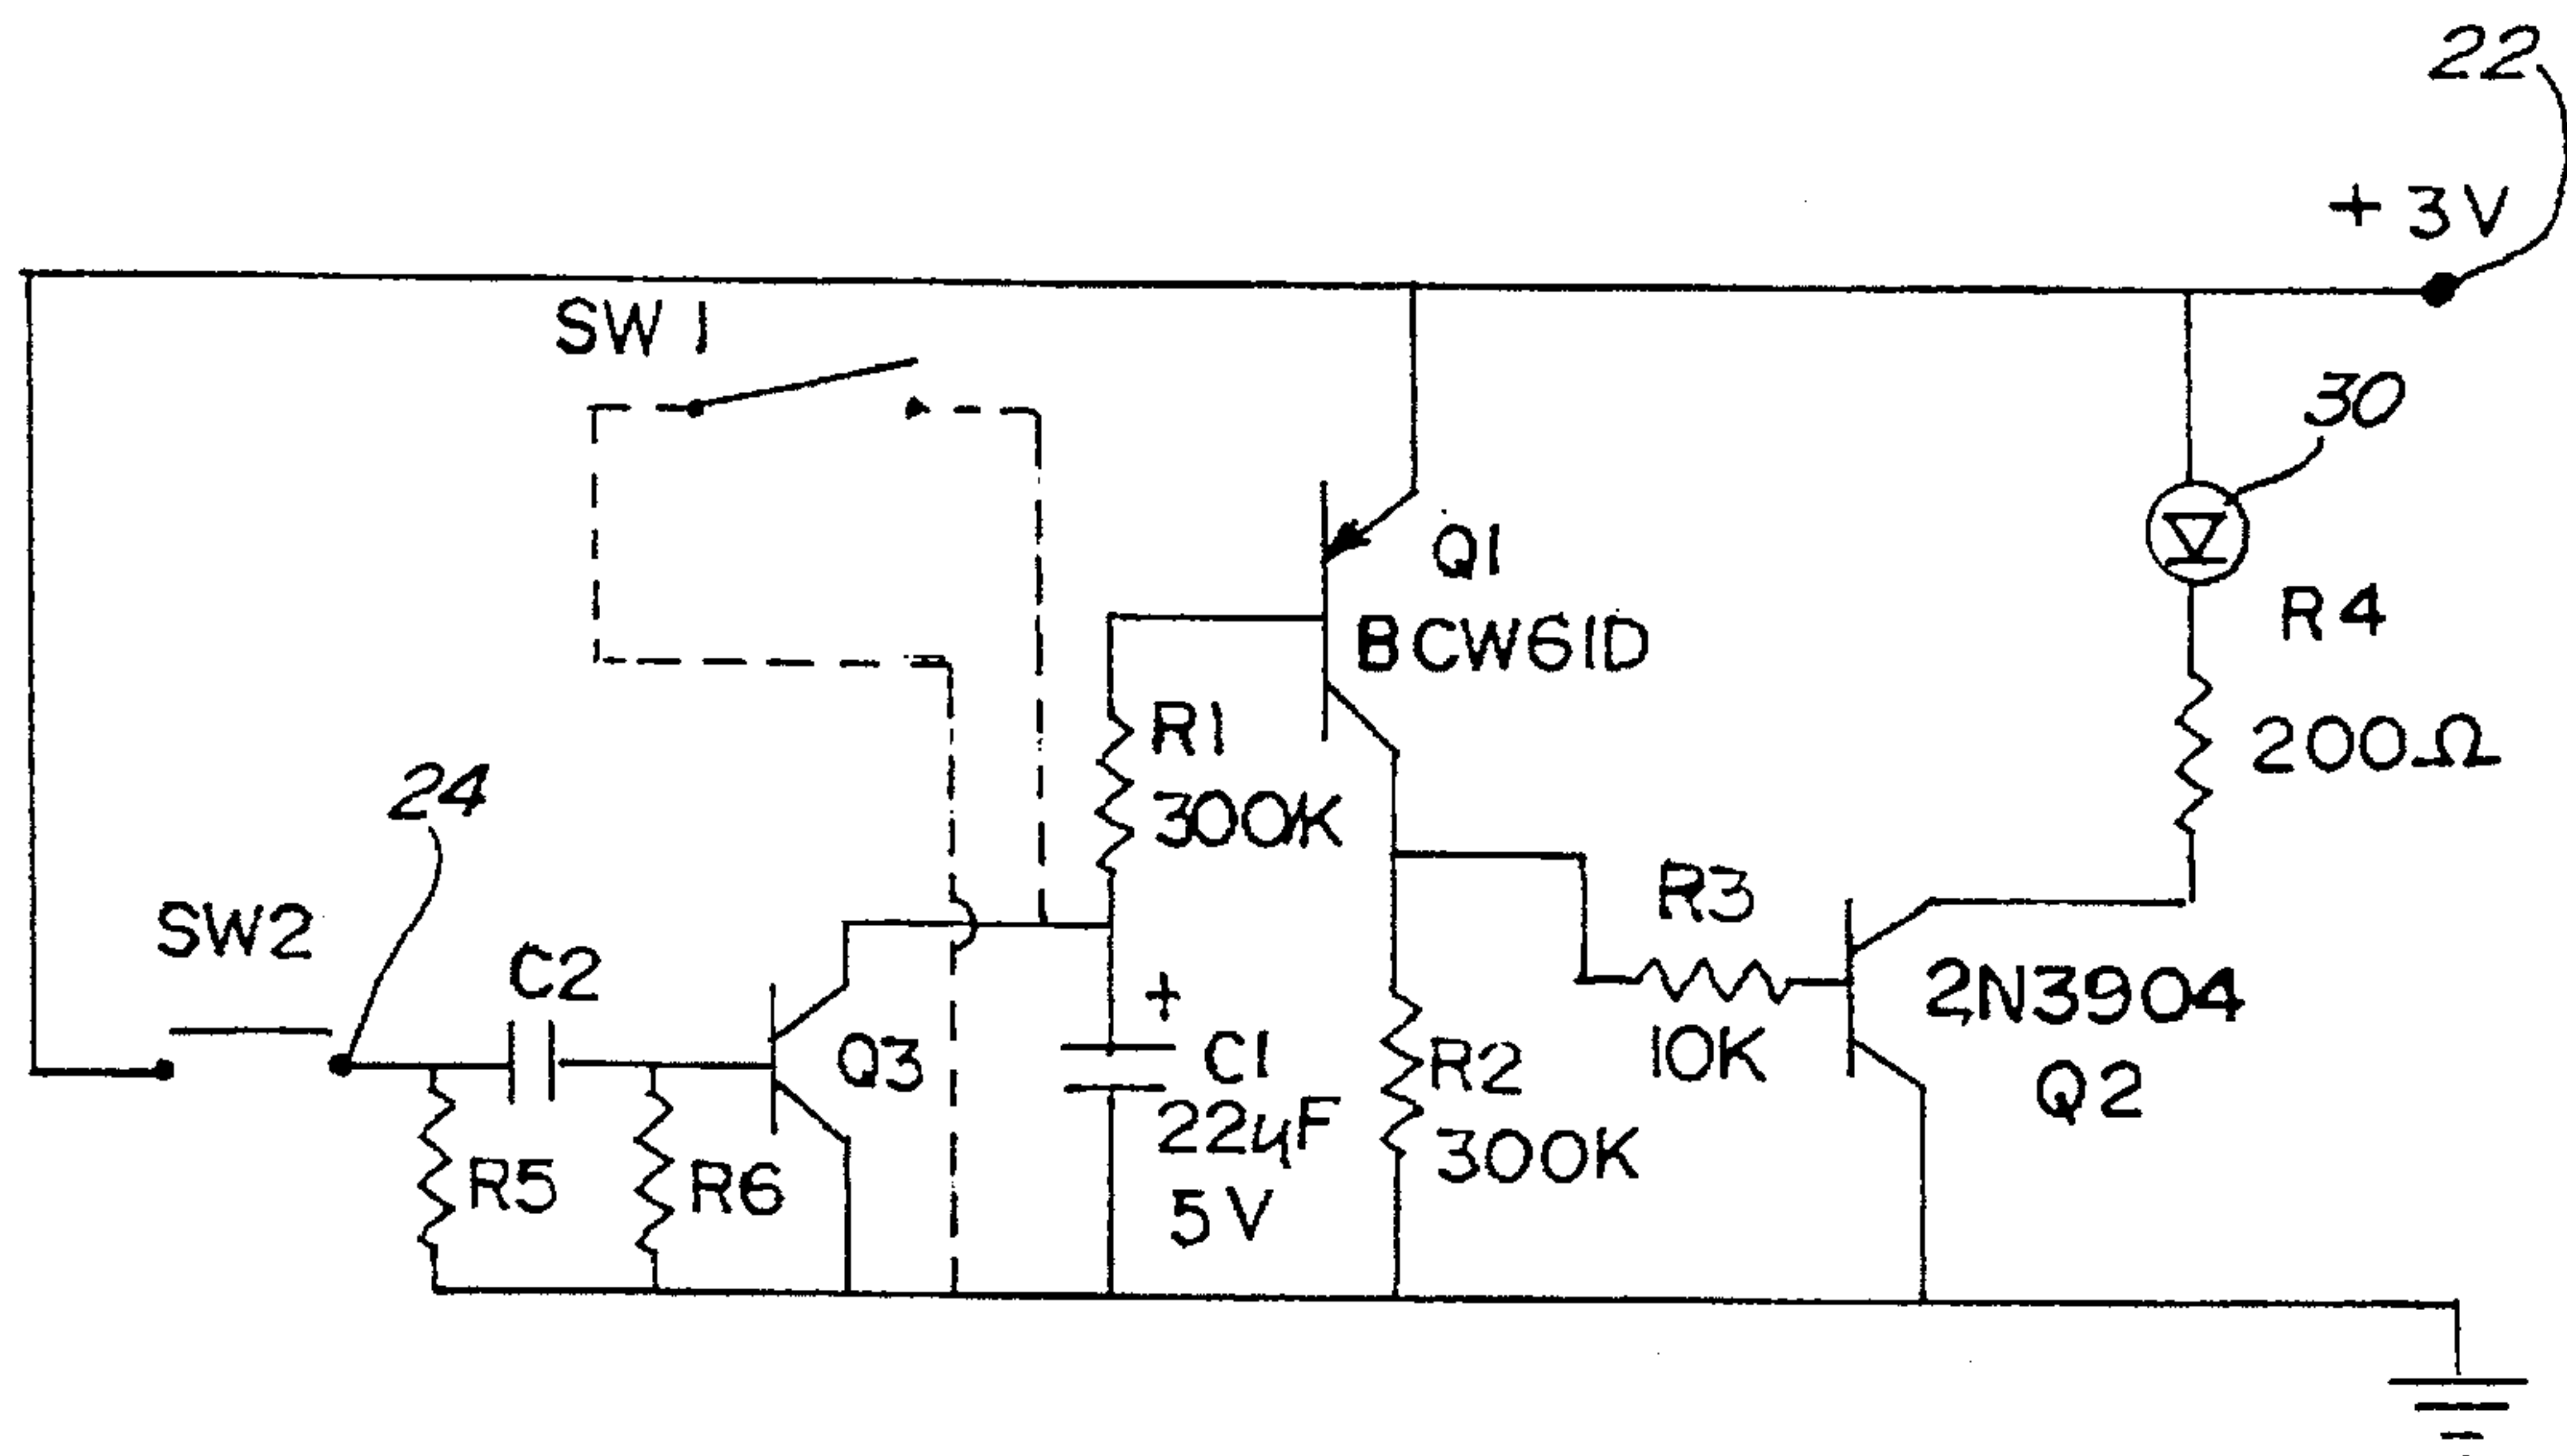 22
+3V
SW1
30
Q1
BCW61D
R4
200Ω
R1
300K
24
SW2
C2
Q3
+
C1
22uF
5V
R3
10K
2N3904
Q2
R2
300K
R5
R6